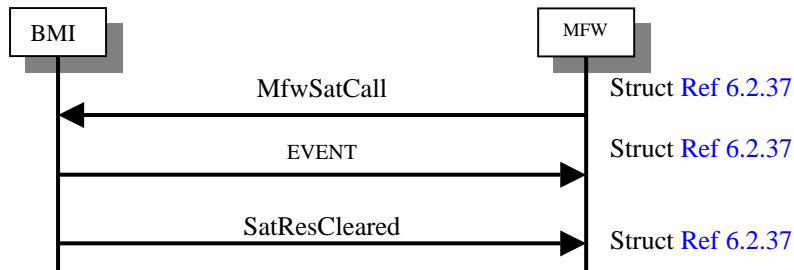 BMI
MFW
MfwSatCall
Struct Ref 6.2.37
EVENT
Struct Ref 6.2.37
SatResCleared
Struct Ref 6.2.37